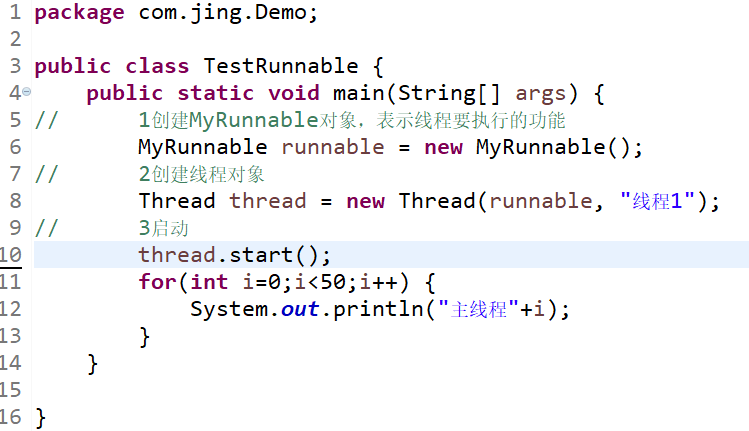 1 package com.jing.Demo;
2
3 public class TestRunnable {
4     public static void main(String[] args) {
5 //      1创建MyRunnable对象，表示线程要执行的功能
6         MyRunnable runnable = new MyRunnable();
7 //      2创建线程对象
8         Thread thread = new Thread(runnable, "线程1");
9 //      3启动
10         thread.start();
11         for(int i=0;i<50;i++) {
12             System.out.println("主线程"+i);
13         }
14     }
15
16 }